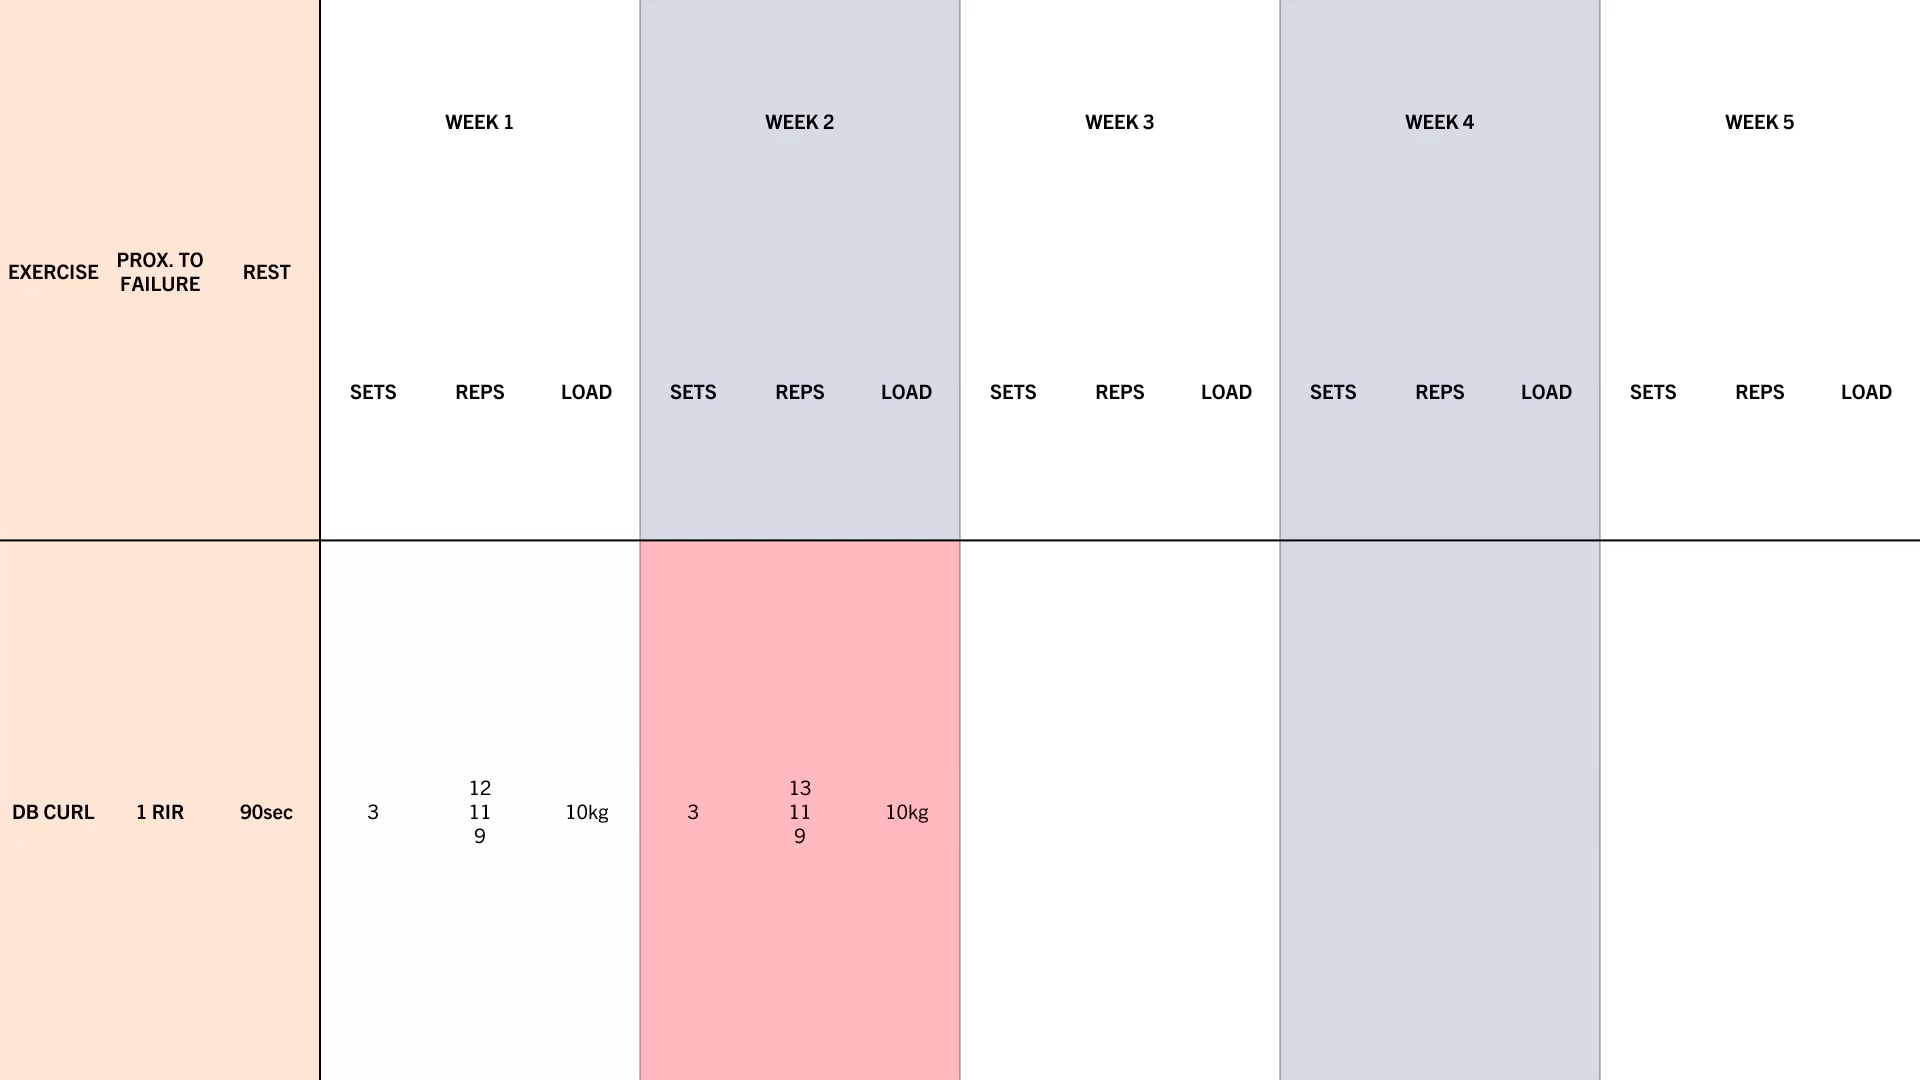 WEEK 1
WEEK 2
WEEK 3
WEEK 4
WEEK 5
EXERCISE
PROX. TO
FAILURE
REST
SETS
REPS
LOAD
SETS
REPS
LOAD
SETS
REPS
LOAD
SETS
REPS
LOAD
SETS
REPS
LOAD
DB CURL
1 RIR
90sec
3
12
11
9
10kg
3
13
11
9
10kg